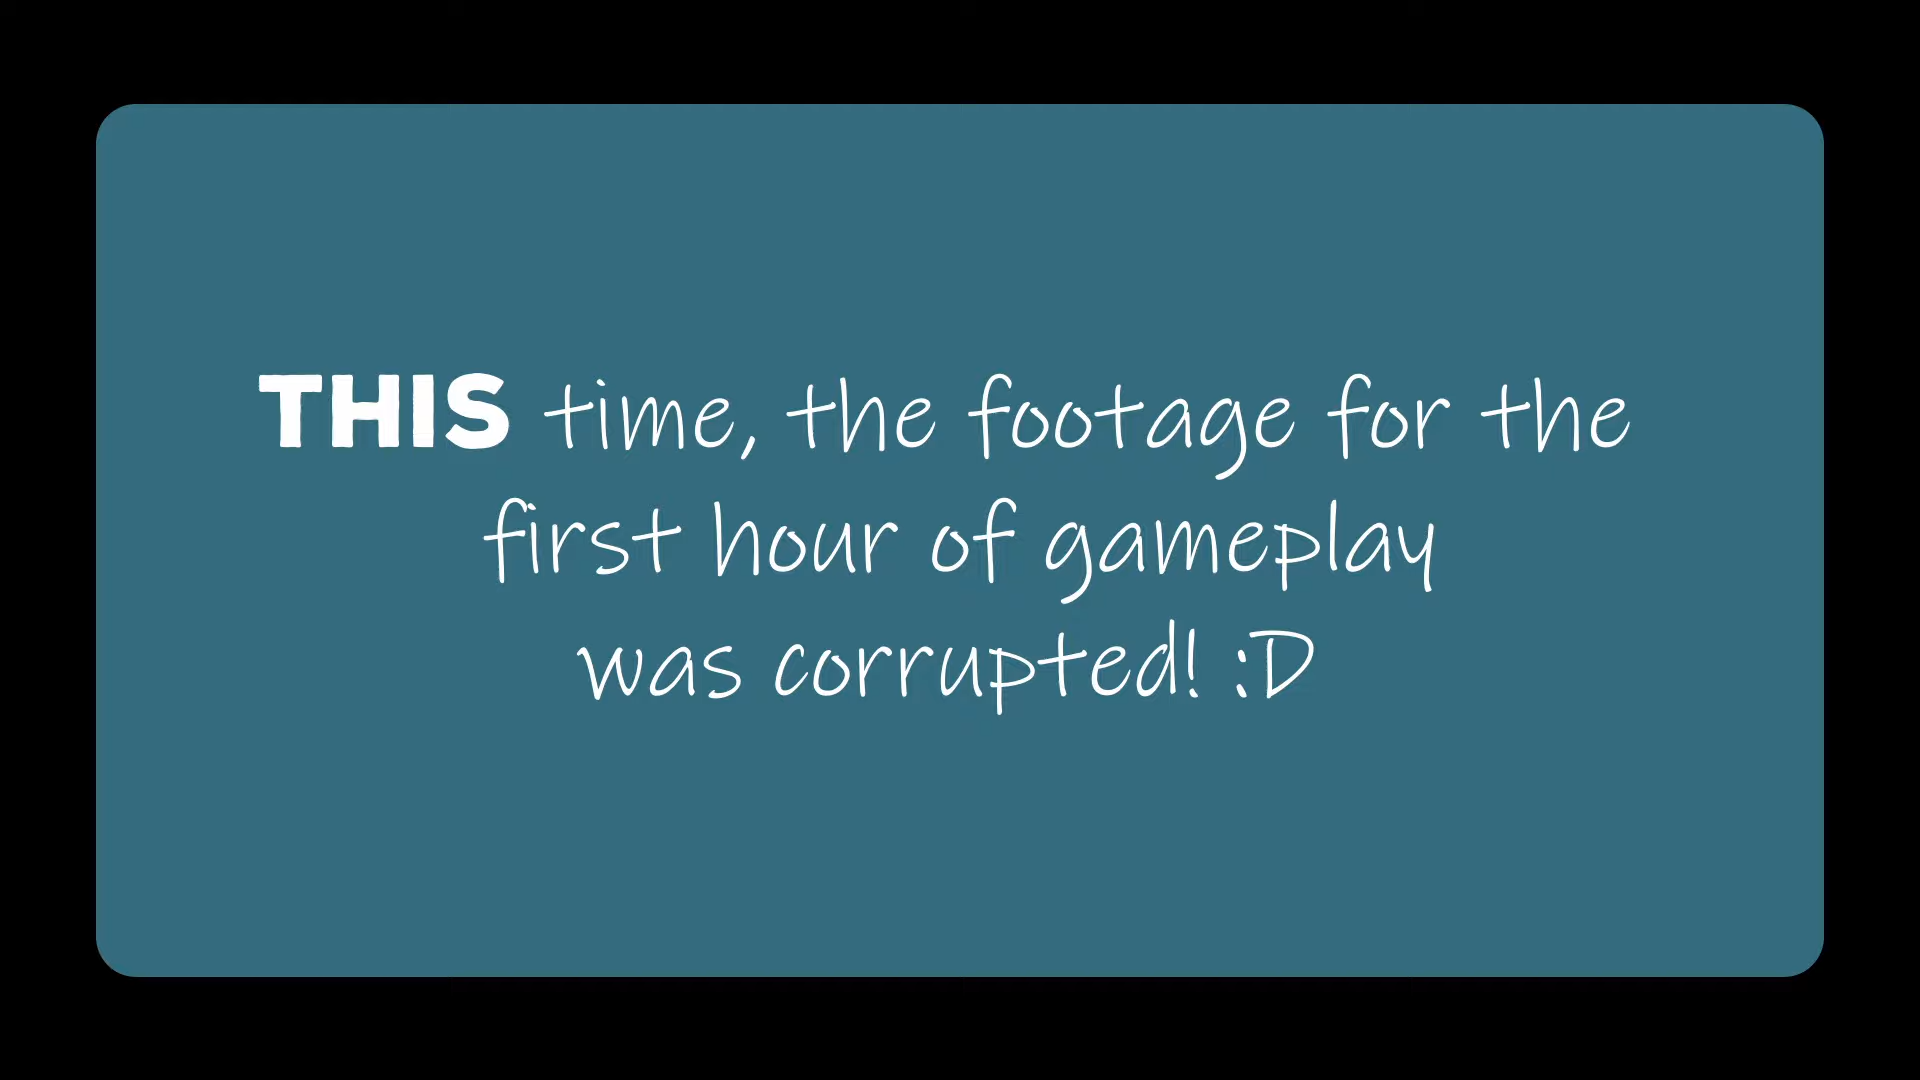 THIS time, the footage for the
first hour of gameplay
was corrupted! :D